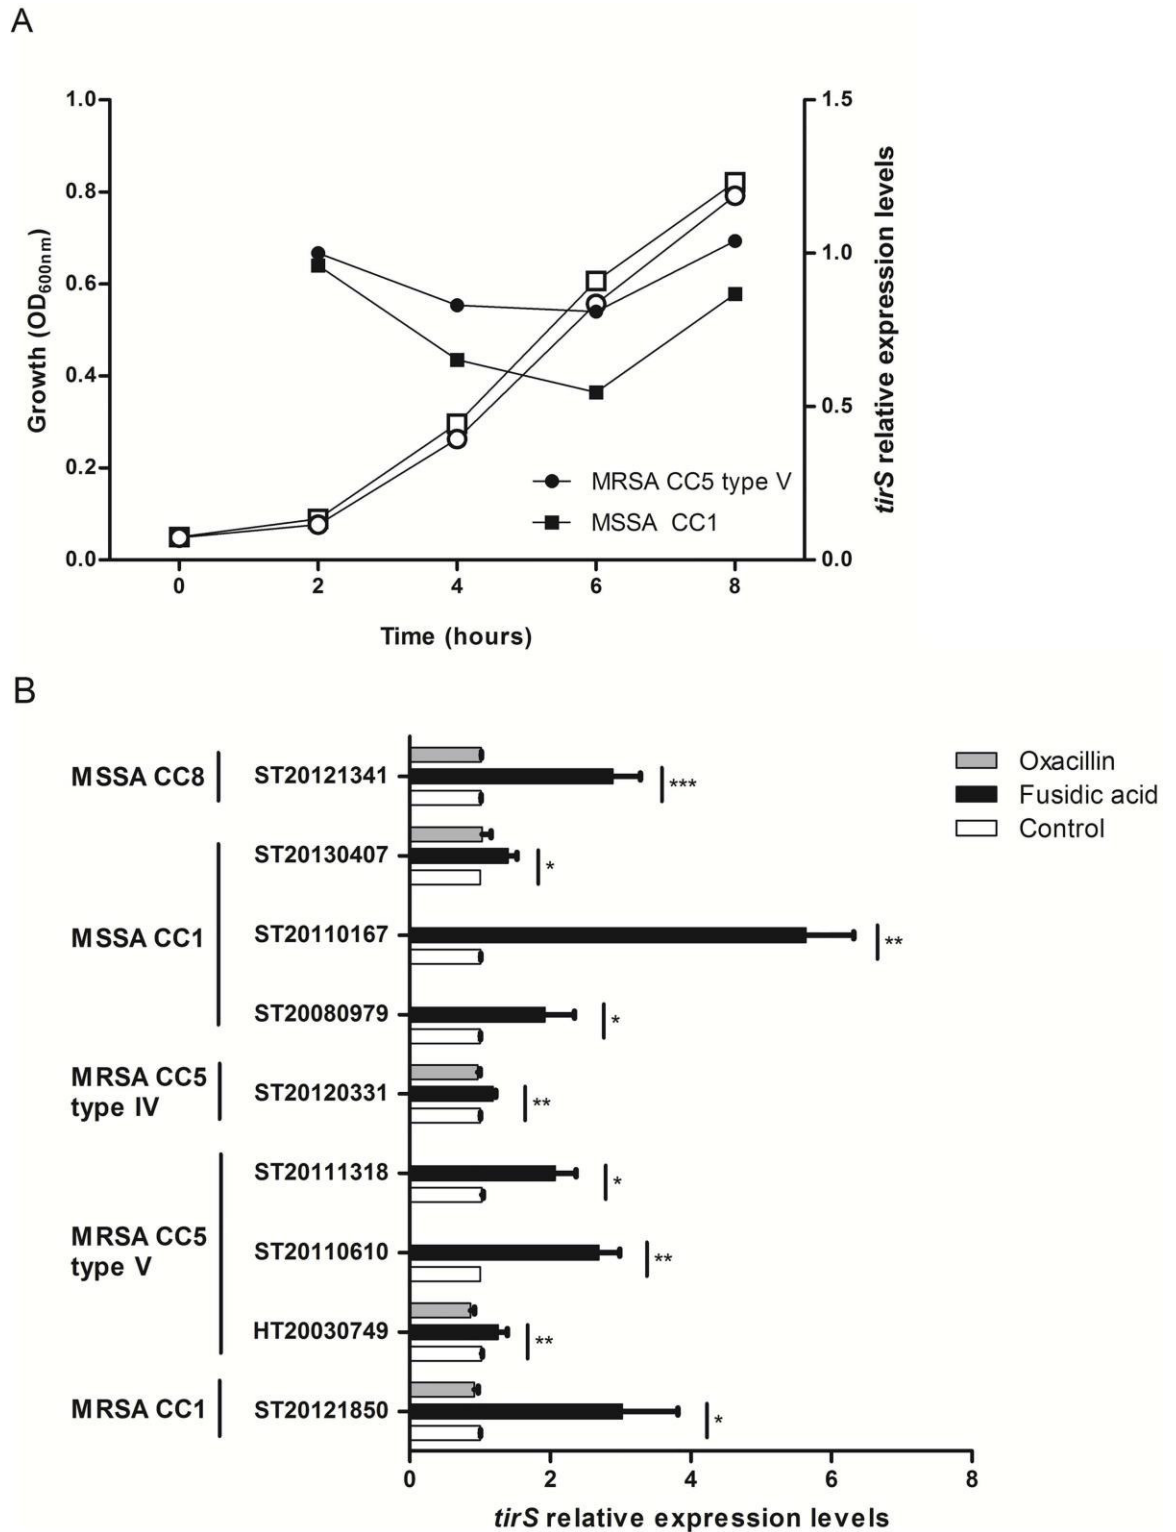 A
1.0
0.8
0.6
0.4
0.2
0.0
Growth (OD600nm)
1.5
1.0
0.5
0.0
tirS relative expression levels
MRSA CC5 type V
MSSA CC1
0 2 4 6 8
Time (hours)
B
Oxacillin
Fusidic acid
Control
MSSA CC8
ST20121341
***
MSSA CC1
ST20130407
*
ST20110167
**
ST20080979
*
MRSA CC5
type IV
ST20120331
**
MRSA CC5
type V
ST20111318
*
ST20110610
**
HT20030749
**
MRSA CC1
ST20121850
*
0 2 4 6 8
tirS relative expression levels